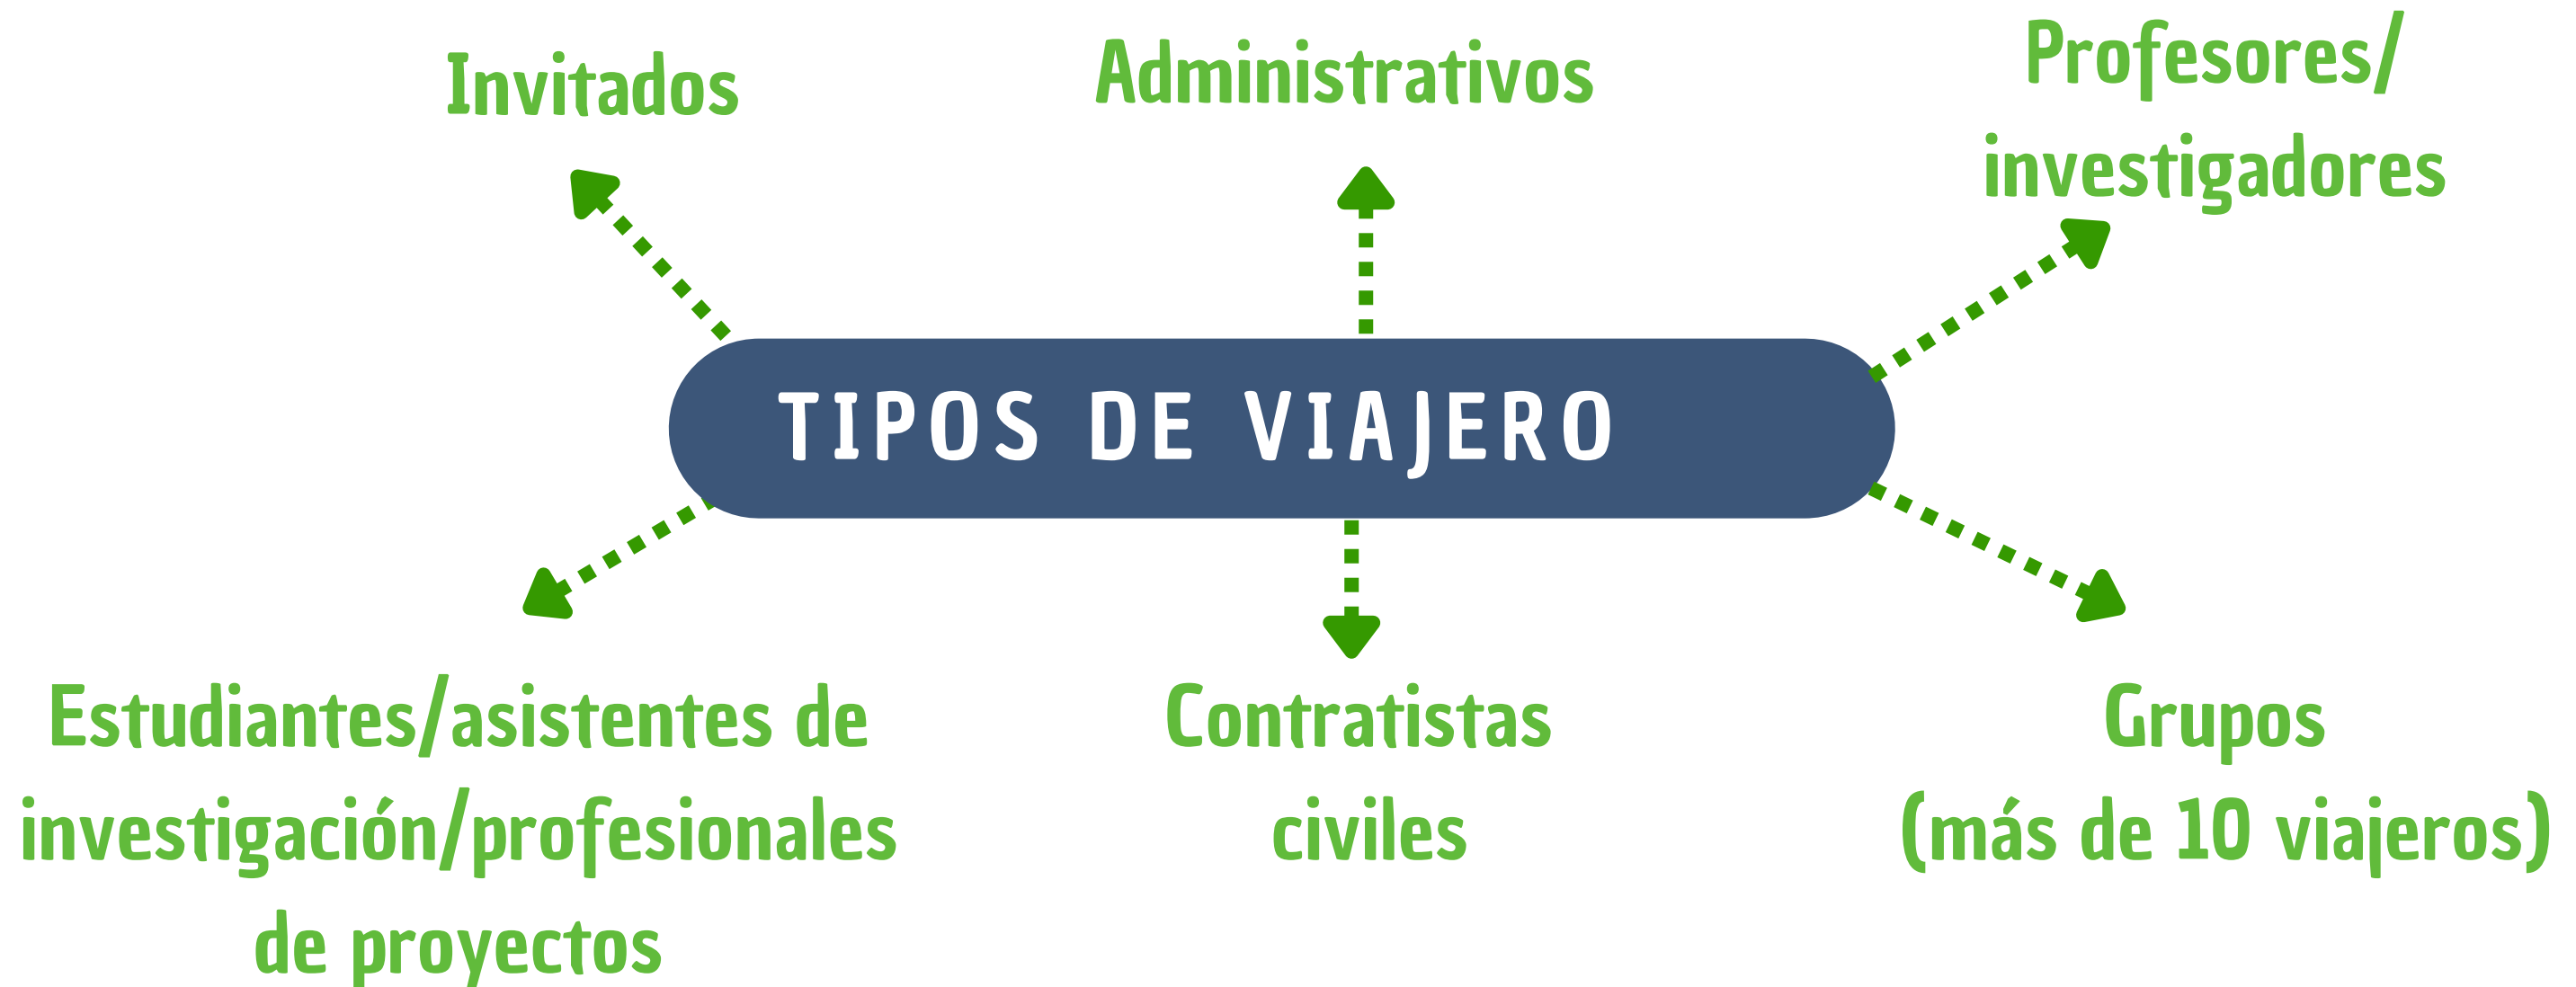 Invitados
Administrativos
Profesores/
investigadores
TIPOS DE VIAJERO
Estudiantes/asistentes de
investigación/profesionales
de proyectos
Contratistas
civiles
Grupos
(más de 10 viajeros)